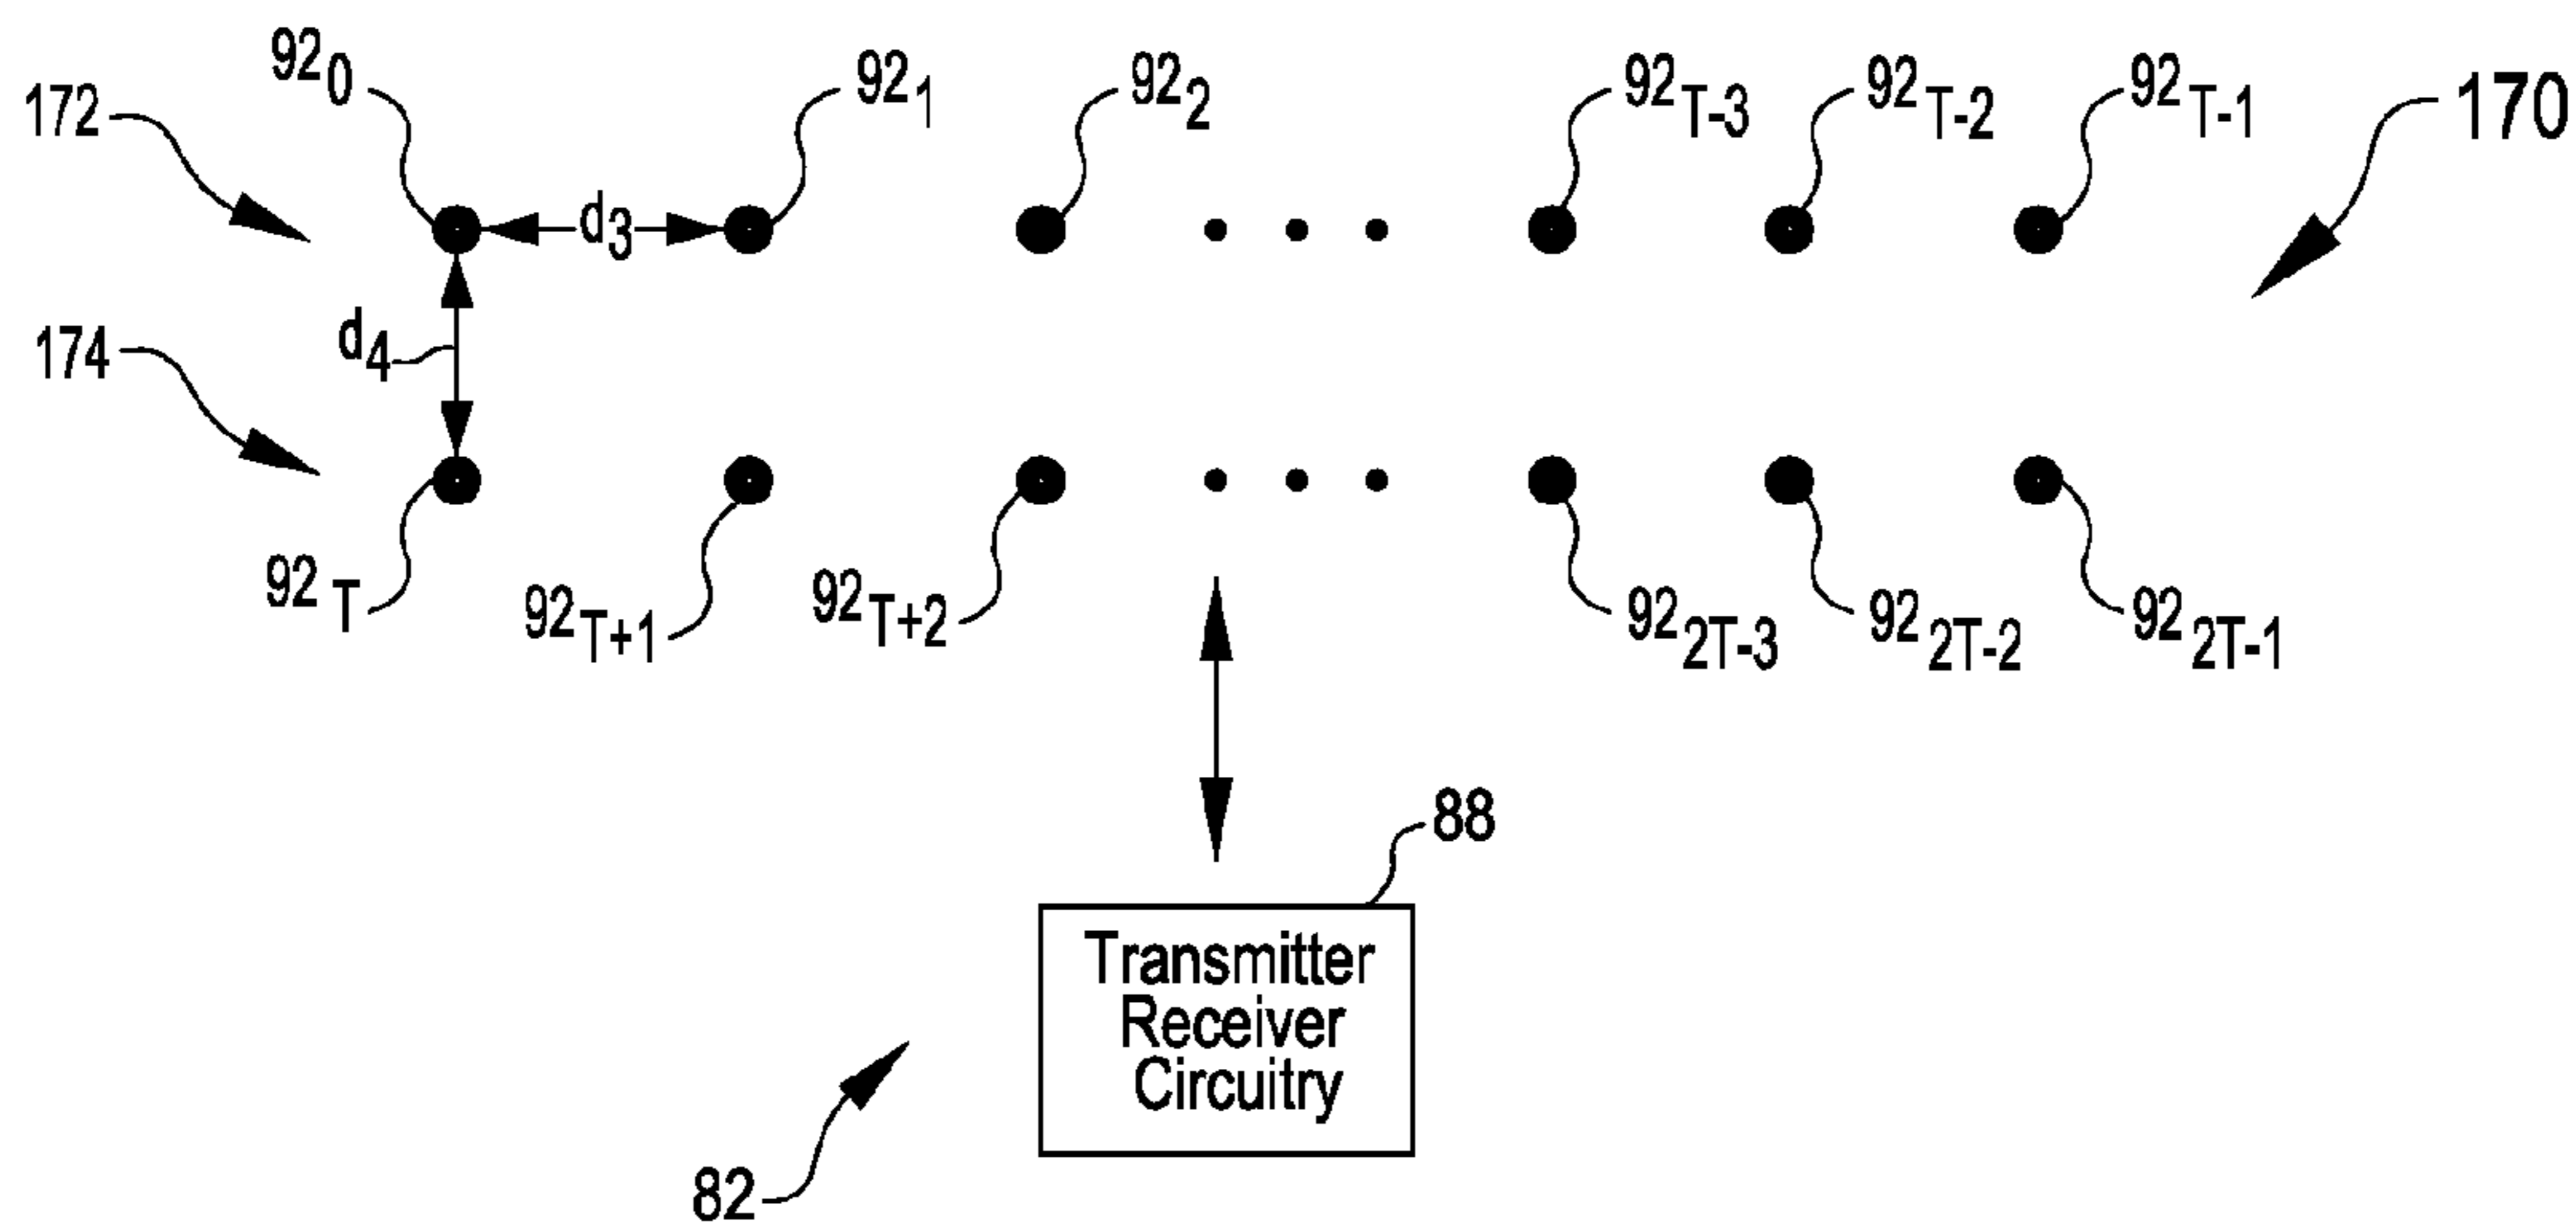 92₀ 92₁ 92₂ 92T-3 92T-2 92T-1 170
172
d₃
d₄
174
92T 92T+1 92T+2 922T-3 922T-2 922T-1
88
Transmitter
Receiver
Circuitry
82